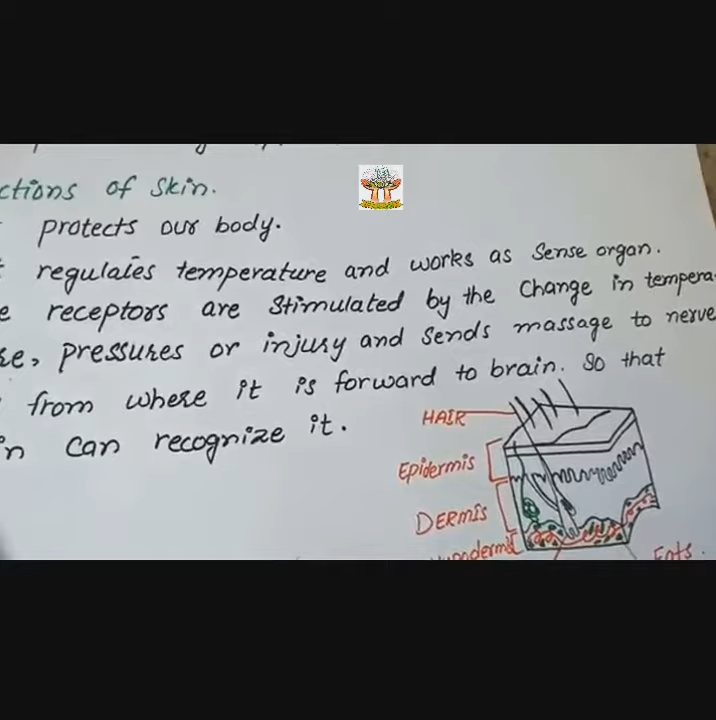 ctions of skin.
protects our body.
regulates temperature and works as Sense organ.
e receptors are stimulated by the change in tempera-
re, pressures or injury and sends massage to nerve
from where it is forward to brain. So that
in can recognize it.
HAIR
Epidermis
DERMIS
Fats.